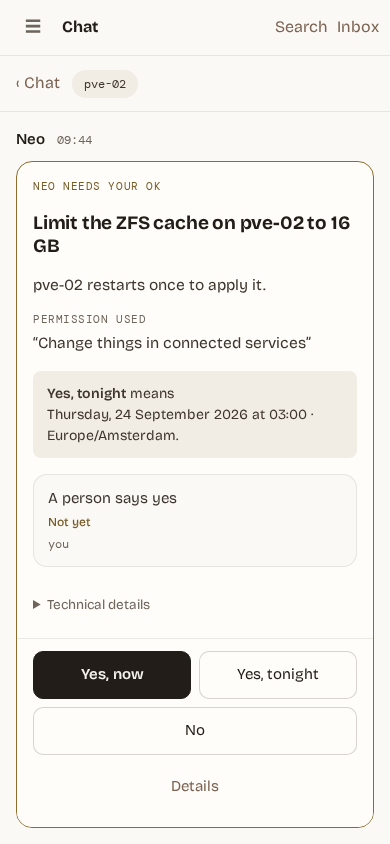 ☰ Chat Search Inbox
‹ Chat pve-02
Neo 09:44
NEO NEEDS YOUR OK
Limit the ZFS cache on pve-02 to 16
GB
pve-02 restarts once to apply it.
PERMISSION USED
“Change things in connected services”
Yes, tonight means
Thursday, 24 September 2026 at 03:00 ·
Europe/Amsterdam.
A person says yes
Not yet
you
▶ Technical details
Yes, now Yes, tonight
No
Details